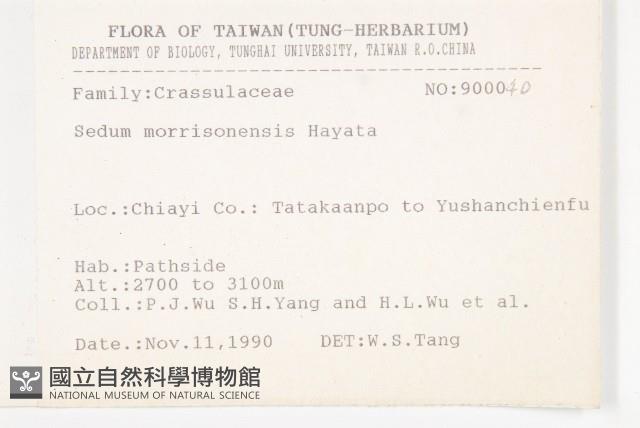 FLORA OF TAIWAN(TUNG-HERBARIUM)
DEPARTMENT OF BIOLOGY, TUNGHAI UNIVERSITY, TAIWAN R.O.CHINA
Family:Crassulaceae NO:900040
Sedum morrisonensis Hayata
Loc.:Chiayi Co.: Tatakaanpo to Yushanchienfu
Hab.:Pathside
Alt.:2700 to 3100m
Coll.:P.J.Wu S.H.Yang and H.L.Wu et al.
Date.:Nov.11,1990 DET:W.S.Tang
國立自然科學博物館
NATIONAL MUSEUM OF NATURAL SCIENCE